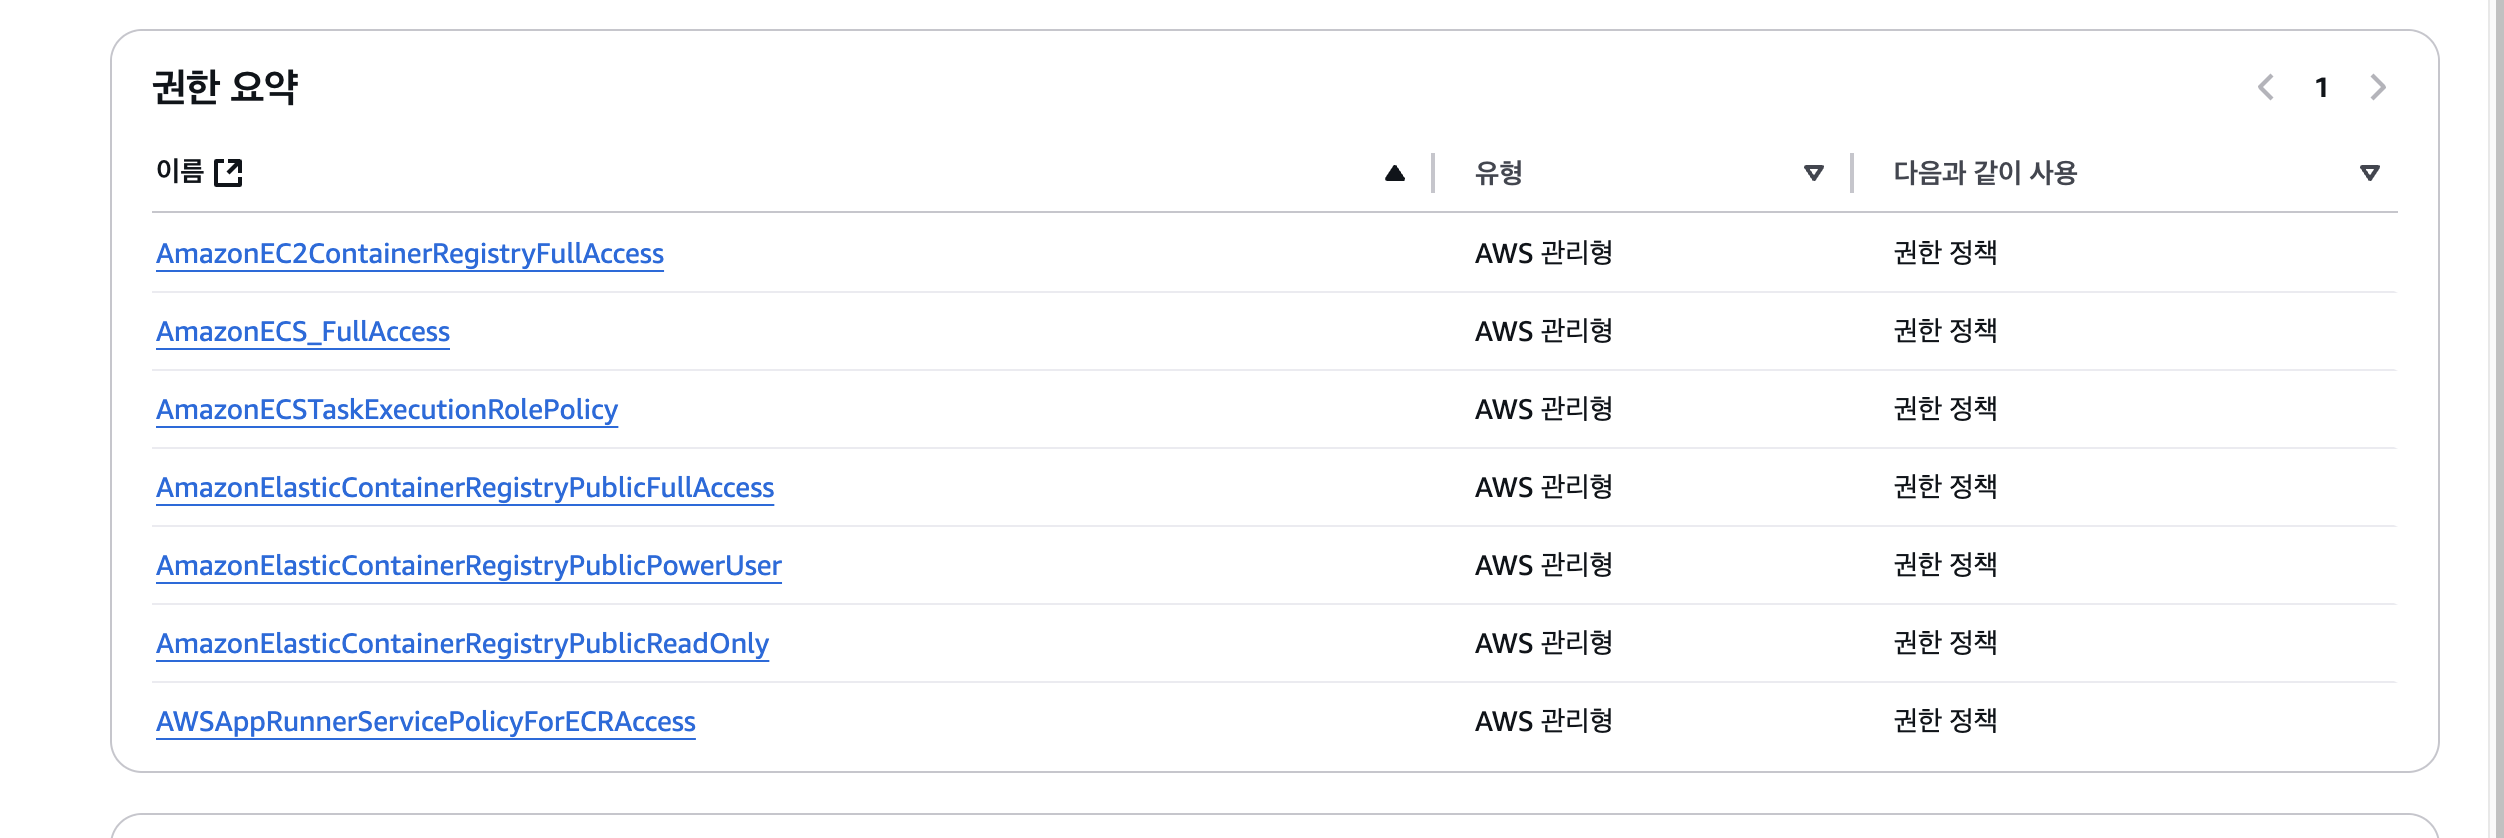 권한 요약
1
이름 유형 다음과 같이 사용
AmazonEC2ContainerRegistryFullAccess AWS 관리형 권한 정책
AmazonECS_FullAccess AWS 관리형 권한 정책
AmazonECSTaskExecutionRolePolicy AWS 관리형 권한 정책
AmazonElasticContainerRegistryPublicFullAccess AWS 관리형 권한 정책
AmazonElasticContainerRegistryPublicPowerUser AWS 관리형 권한 정책
AmazonElasticContainerRegistryPublicReadOnly AWS 관리형 권한 정책
AWSAppRunnerServicePolicyForECRAccess AWS 관리형 권한 정책